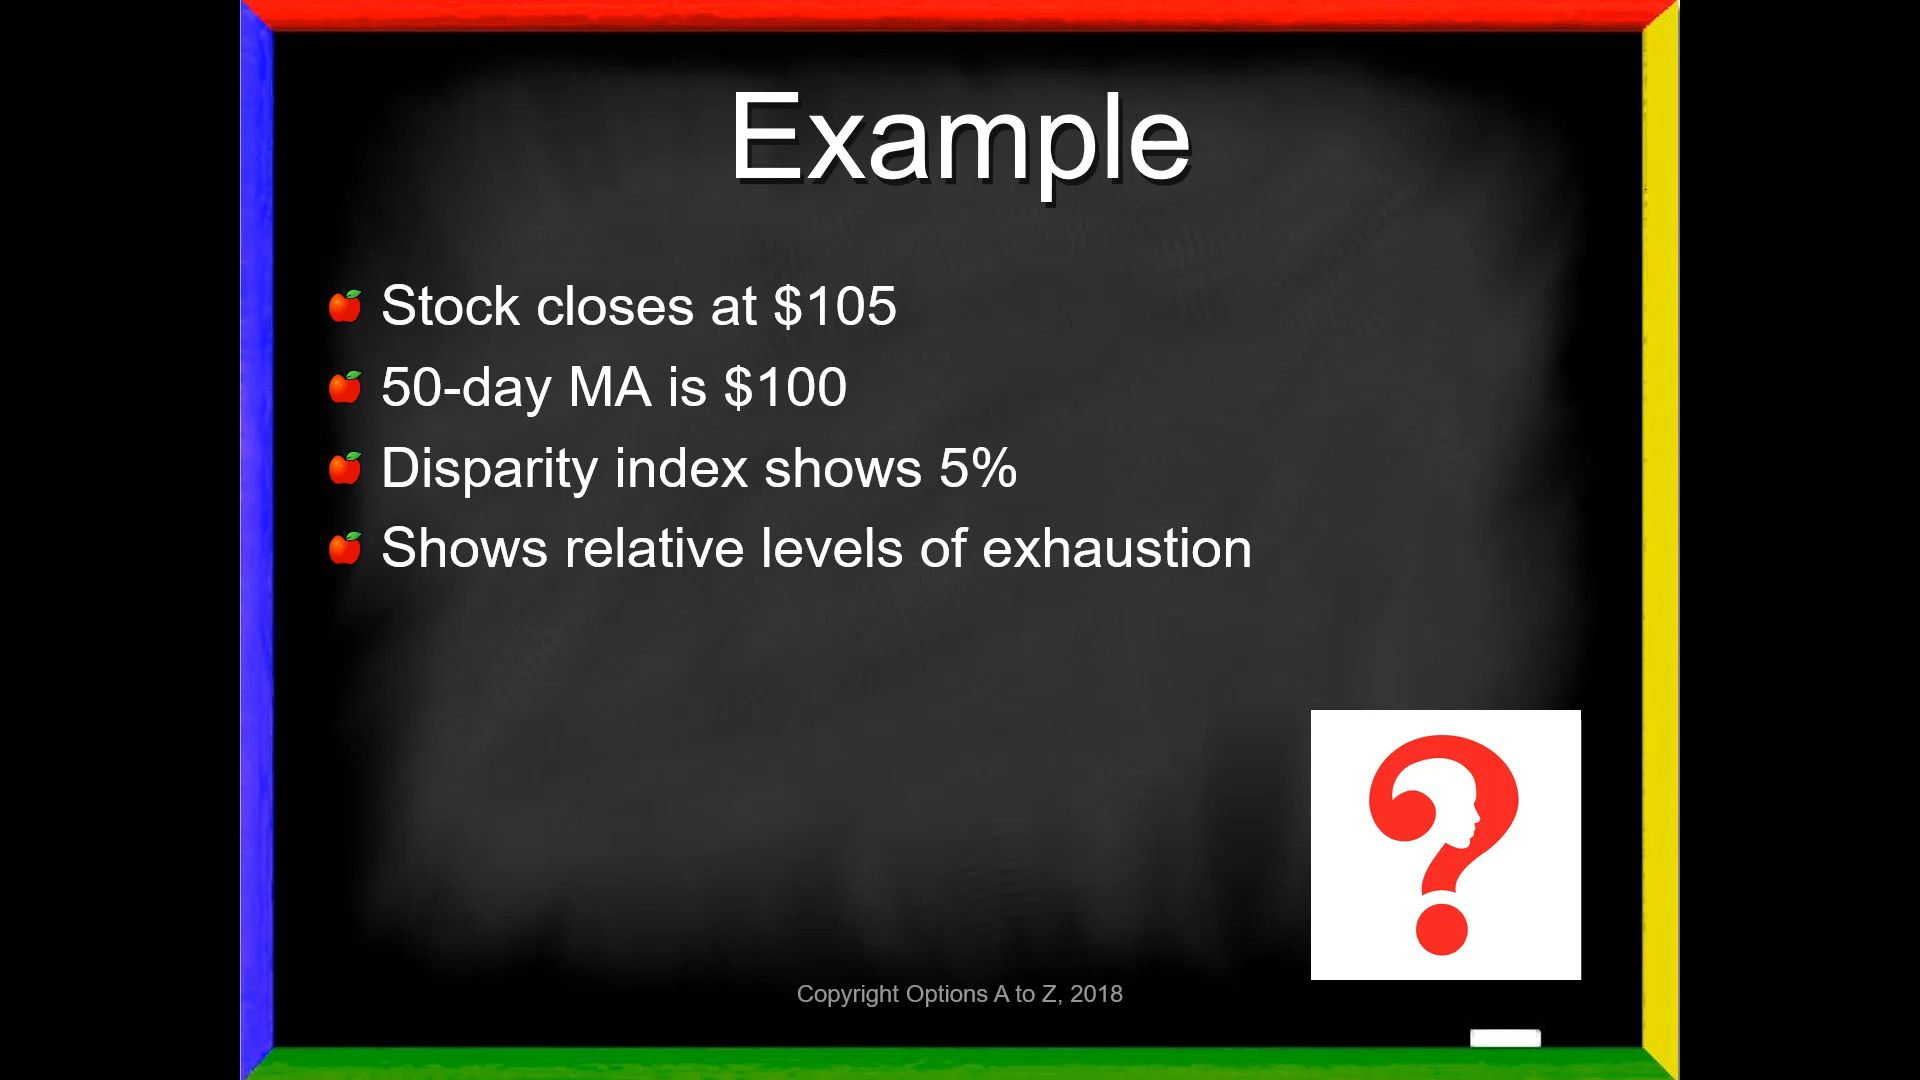 Example
Stock closes at $105
50-day MA is $100
Disparity index shows 5%
Shows relative levels of exhaustion
Copyright Options A to Z, 2018